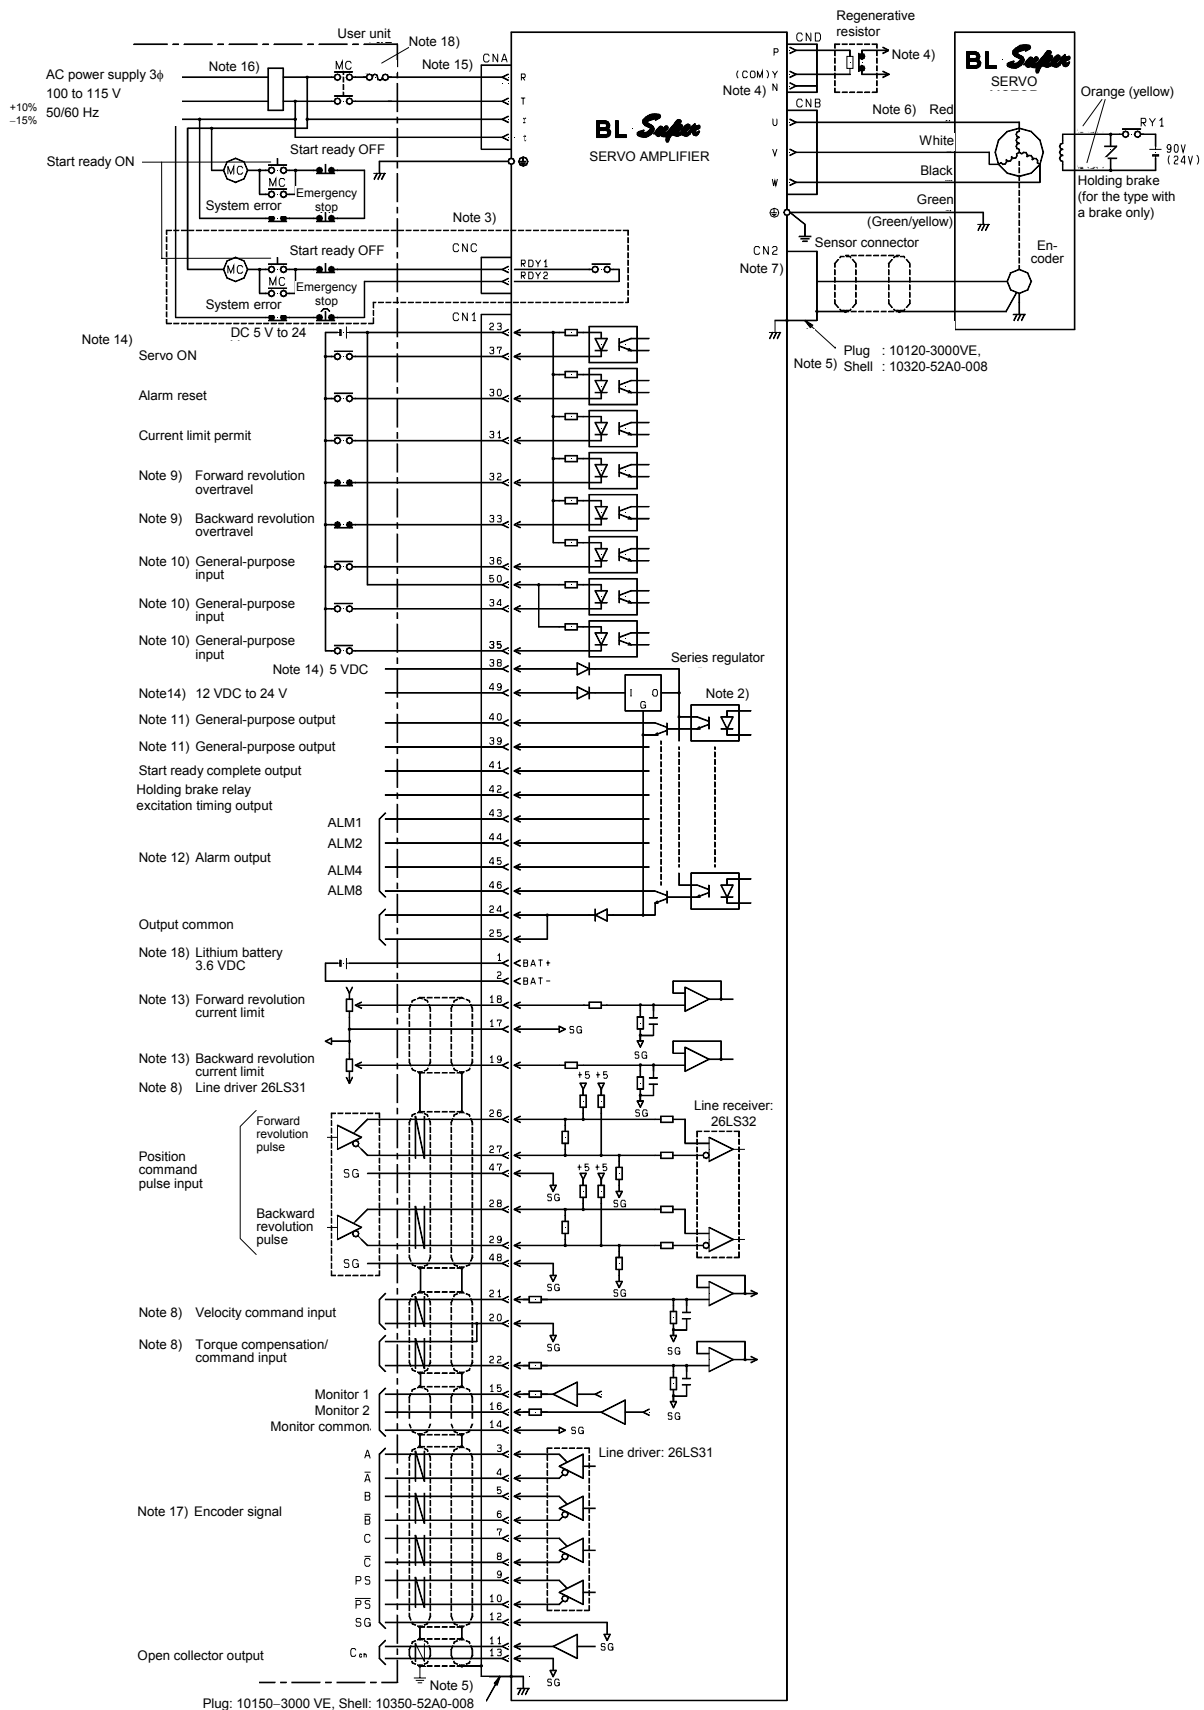 User unit
Note 18)
Note 16)
MC
Note 15)
CNA
AC power supply 3ϕ
100 to 115 V
+10%
−15%
50/60 Hz
R
T
r
t
Start ready ON
Start ready OFF
MC
MC
Emergency
stop
System error
Note 3)
CNC
Start ready OFF
MC
MC
Emergency
stop
System error
RDY1
RDY2
BL Super
SERVO AMPLIFIER
CND
P
(COM)Y
N
Note 4)
Regenerative
resistor
Note 4)
CNB
U
V
W
Note 6)
Red
White
Black
Green
(Green/yellow)
BL Super
SERVO
Orange (yellow)
RY1
90V
(24V)
Holding brake
(for the type with
a brake only)
CN2
Note 7)
Sensor connector
En-
coder
Note 5)
Plug : 10120-3000VE,
Shell : 10320-52A0-008
DC 5 V to 24
CN1
Note 14)
23
Servo ON
37
Alarm reset
30
Current limit permit
31
Note 9) Forward revolution
overtravel
32
Note 9) Backward revolution
overtravel
33
Note 10) General-purpose
input
36
50
Note 10) General-purpose
input
34
Note 10) General-purpose
input
35
Note 14) 5 VDC
38
Note14) 12 VDC to 24 V
49
Series regulator
I O
G
Note 2)
Note 11) General-purpose output
40
Note 11) General-purpose output
39
Start ready complete output
41
Holding brake relay
excitation timing output
42
Note 12) Alarm output
ALM1
43
ALM2
44
ALM4
45
ALM8
46
Output common
24
25
Note 18) Lithium battery
3.6 VDC
1
BAT+
2
BAT-
Note 13) Forward revolution
current limit
18
17
SG
SG
Note 13) Backward revolution
current limit
19
SG
Note 8) Line driver 26LS31
+5 +5
Line receiver:
26LS32
Position
command
pulse input
Forward
revolution
pulse
26
27
SG
47
SG
SG
+5 +5
Backward
revolution
pulse
28
29
SG
48
SG
SG
Note 8) Velocity command input
21
20
SG
SG
Note 8) Torque compensation/
command input
22
SG
Monitor 1
15
Monitor 2
16
Monitor common
14
SG
Line driver: 26LS31
Note 17) Encoder signal
A
3
A̅
4
B
5
B̅
6
C
7
C̅
8
PS
9
P̅S̅
10
SG
12
SG
Open collector output
Cch
11
13
SG
Note 5)
Plug: 10150−3000 VE, Shell: 10350-52A0-008